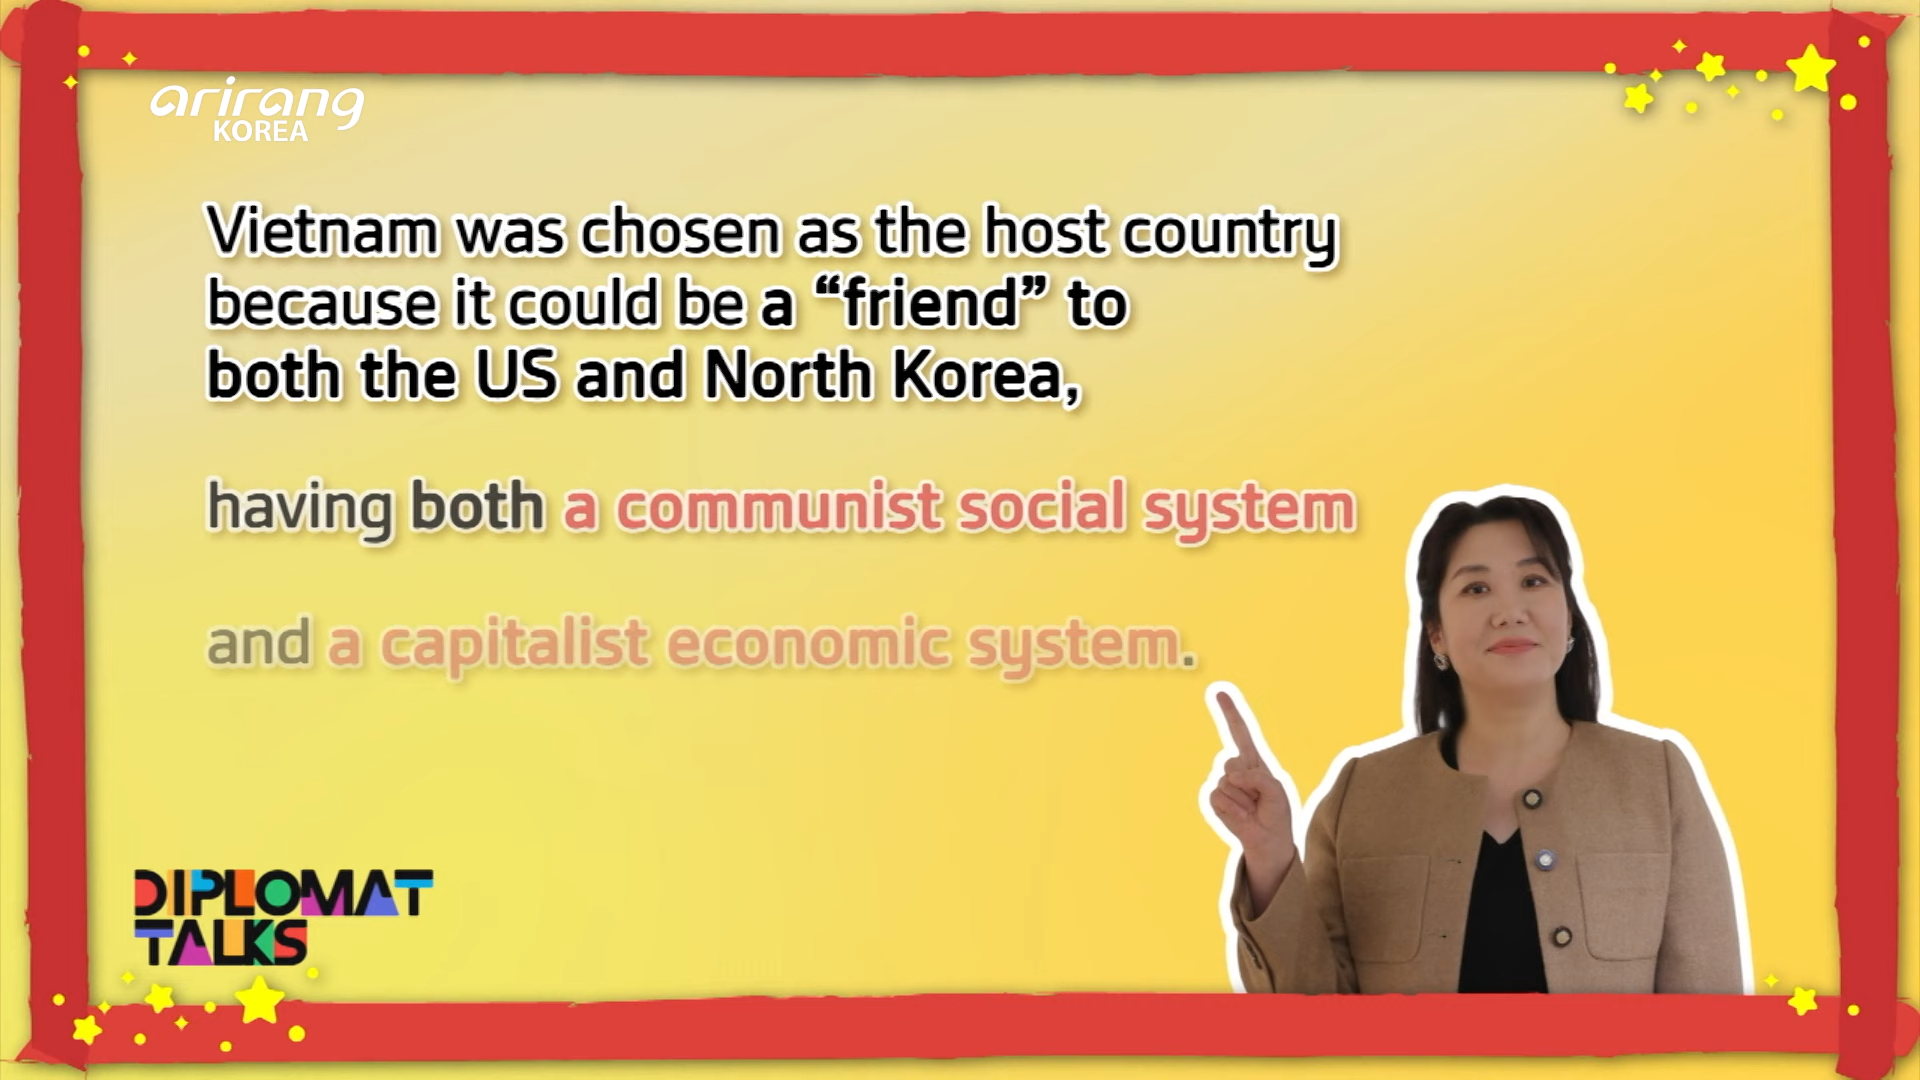 arirang
KOREA
Vietnam was chosen as the host country
because it could be a “friend” to
both the US and North Korea,
having both a communist social system
and a capitalist economic system.
DIPLOMAT
TALKS